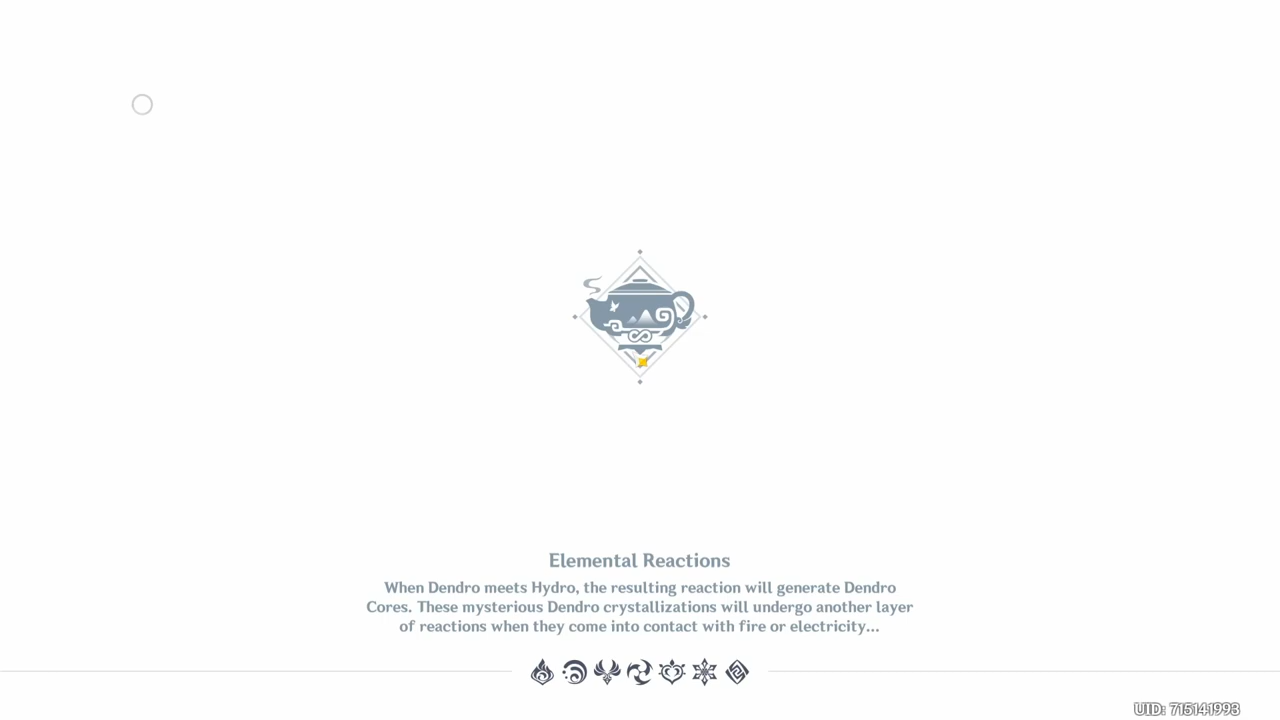 Elemental Reactions
When Dendro meets Hydro, the resulting reaction will generate Dendro
Cores. These mysterious Dendro crystallizations will undergo another layer
of reactions when they come into contact with fire or electricity...
UID: 715141993